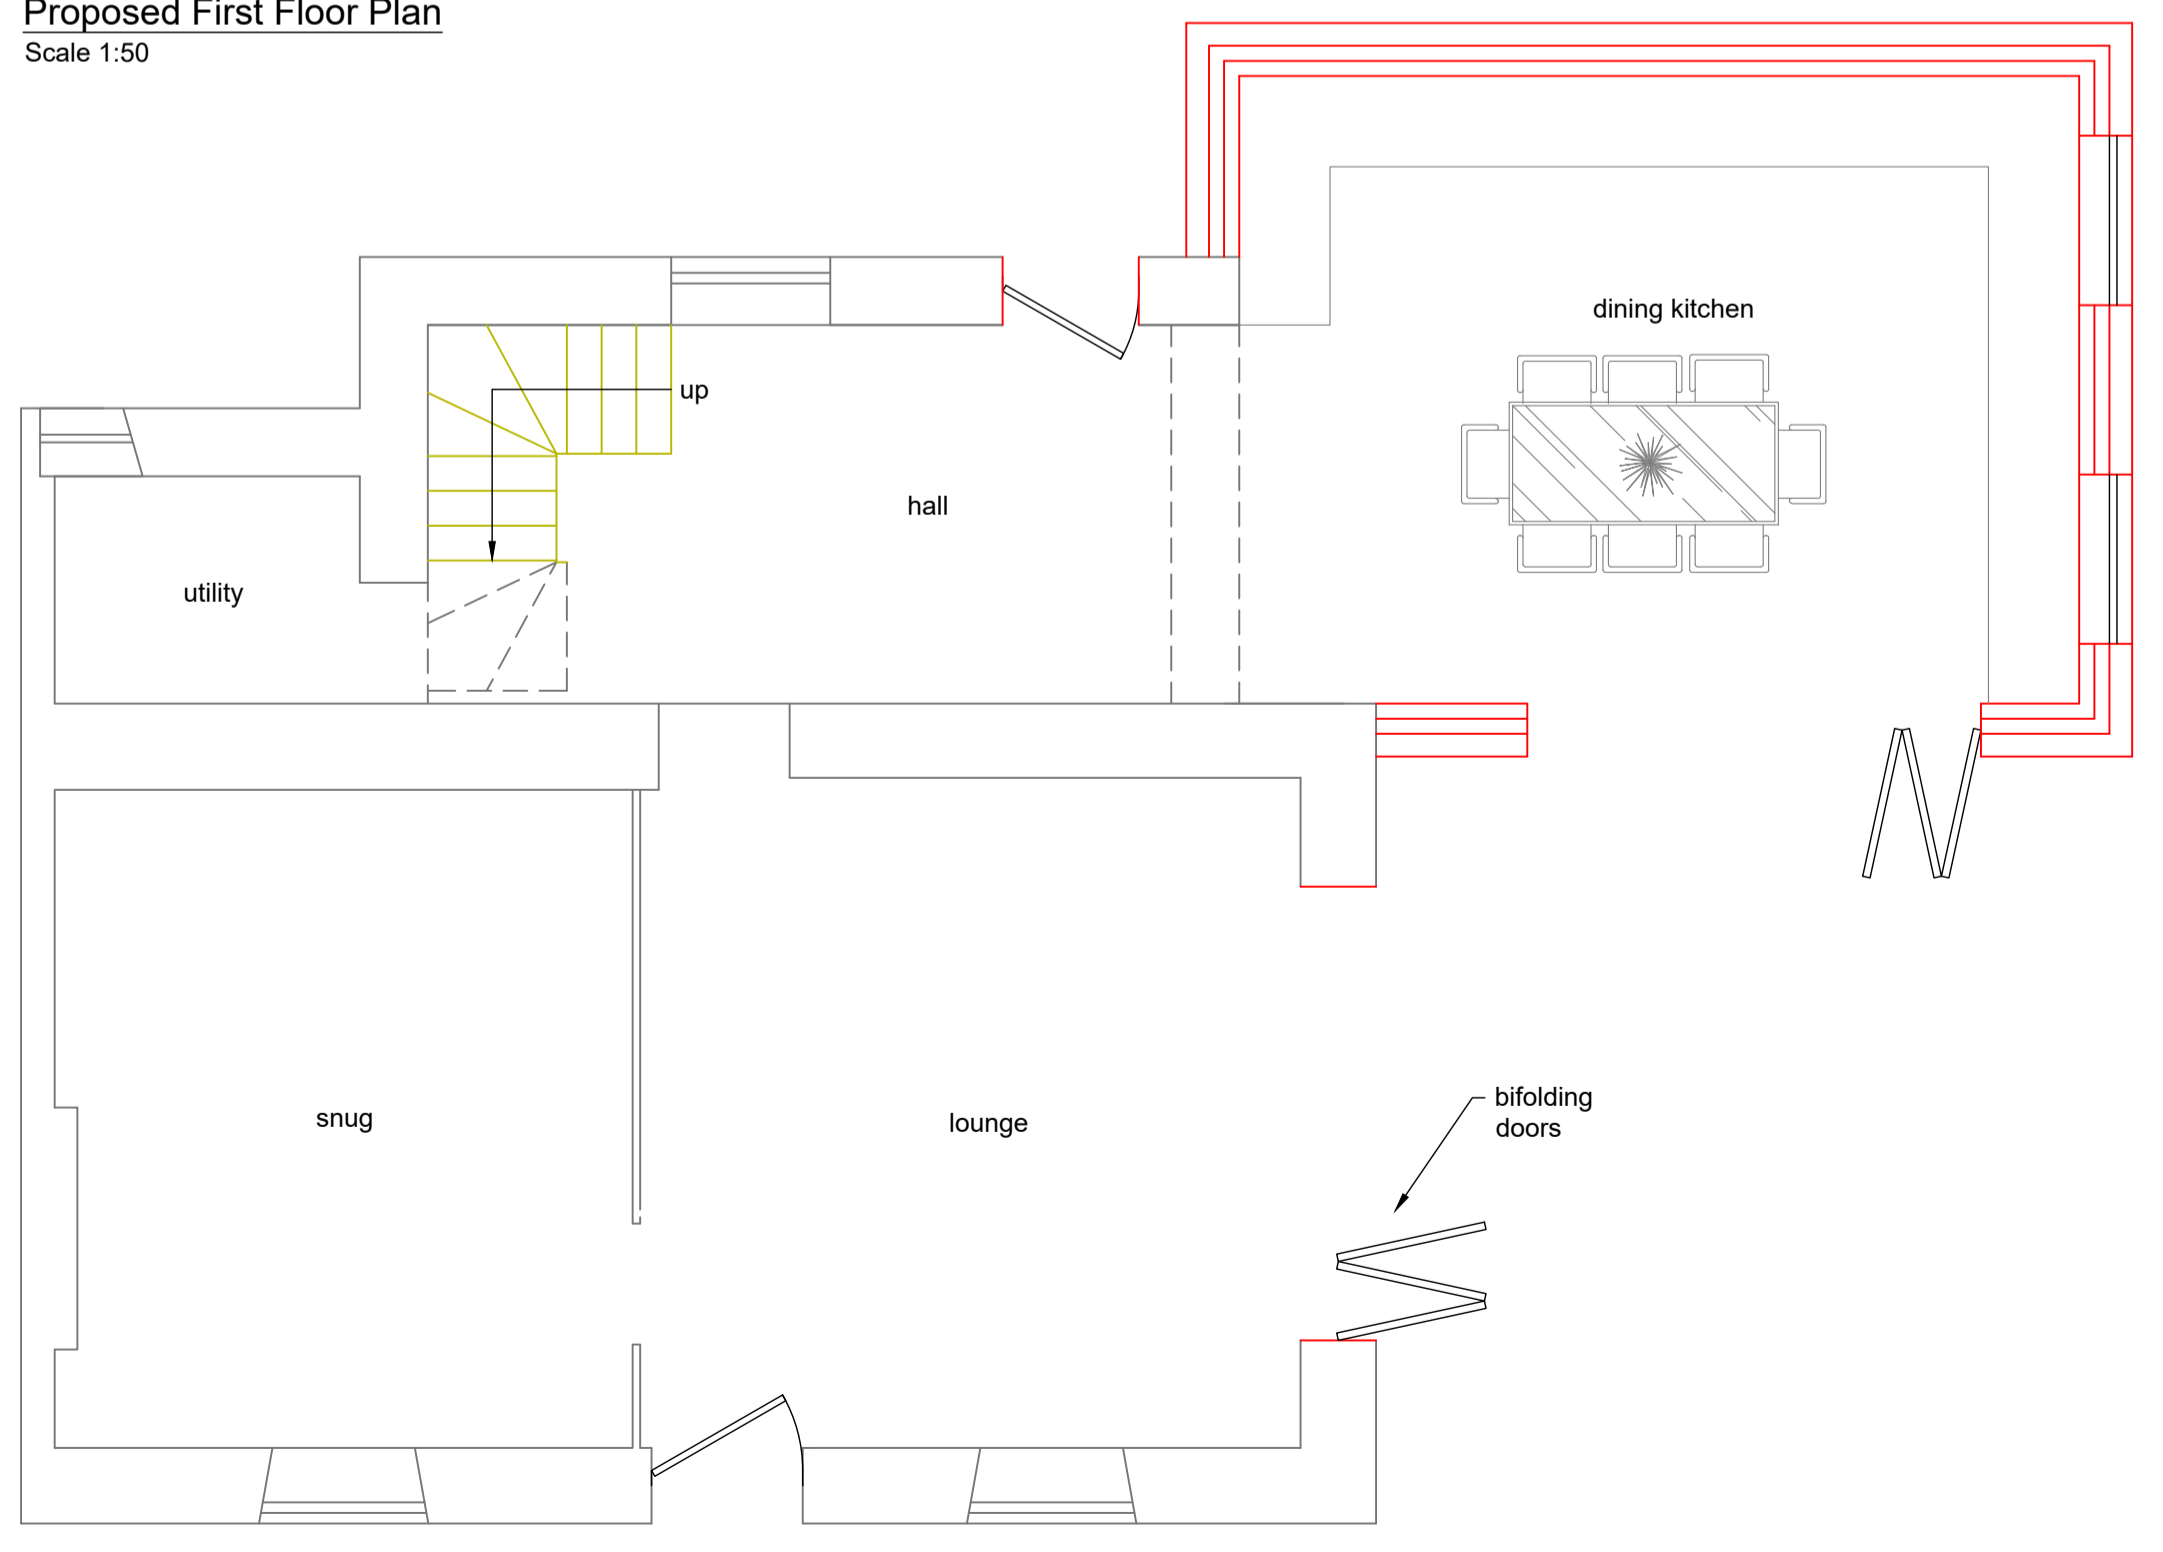 Proposed First Floor Plan
Scale 1:50
dining kitchen
up
hall
utility
snug
lounge
bifolding
doors